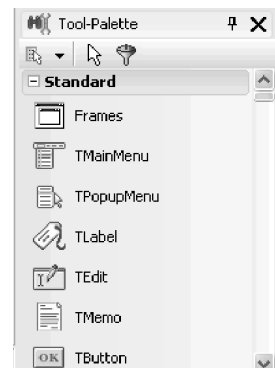 Tool-Palette
Standard
Frames
TMainMenu
TPopupMenu
TLabel
TEdit
TMemo
OK TButton